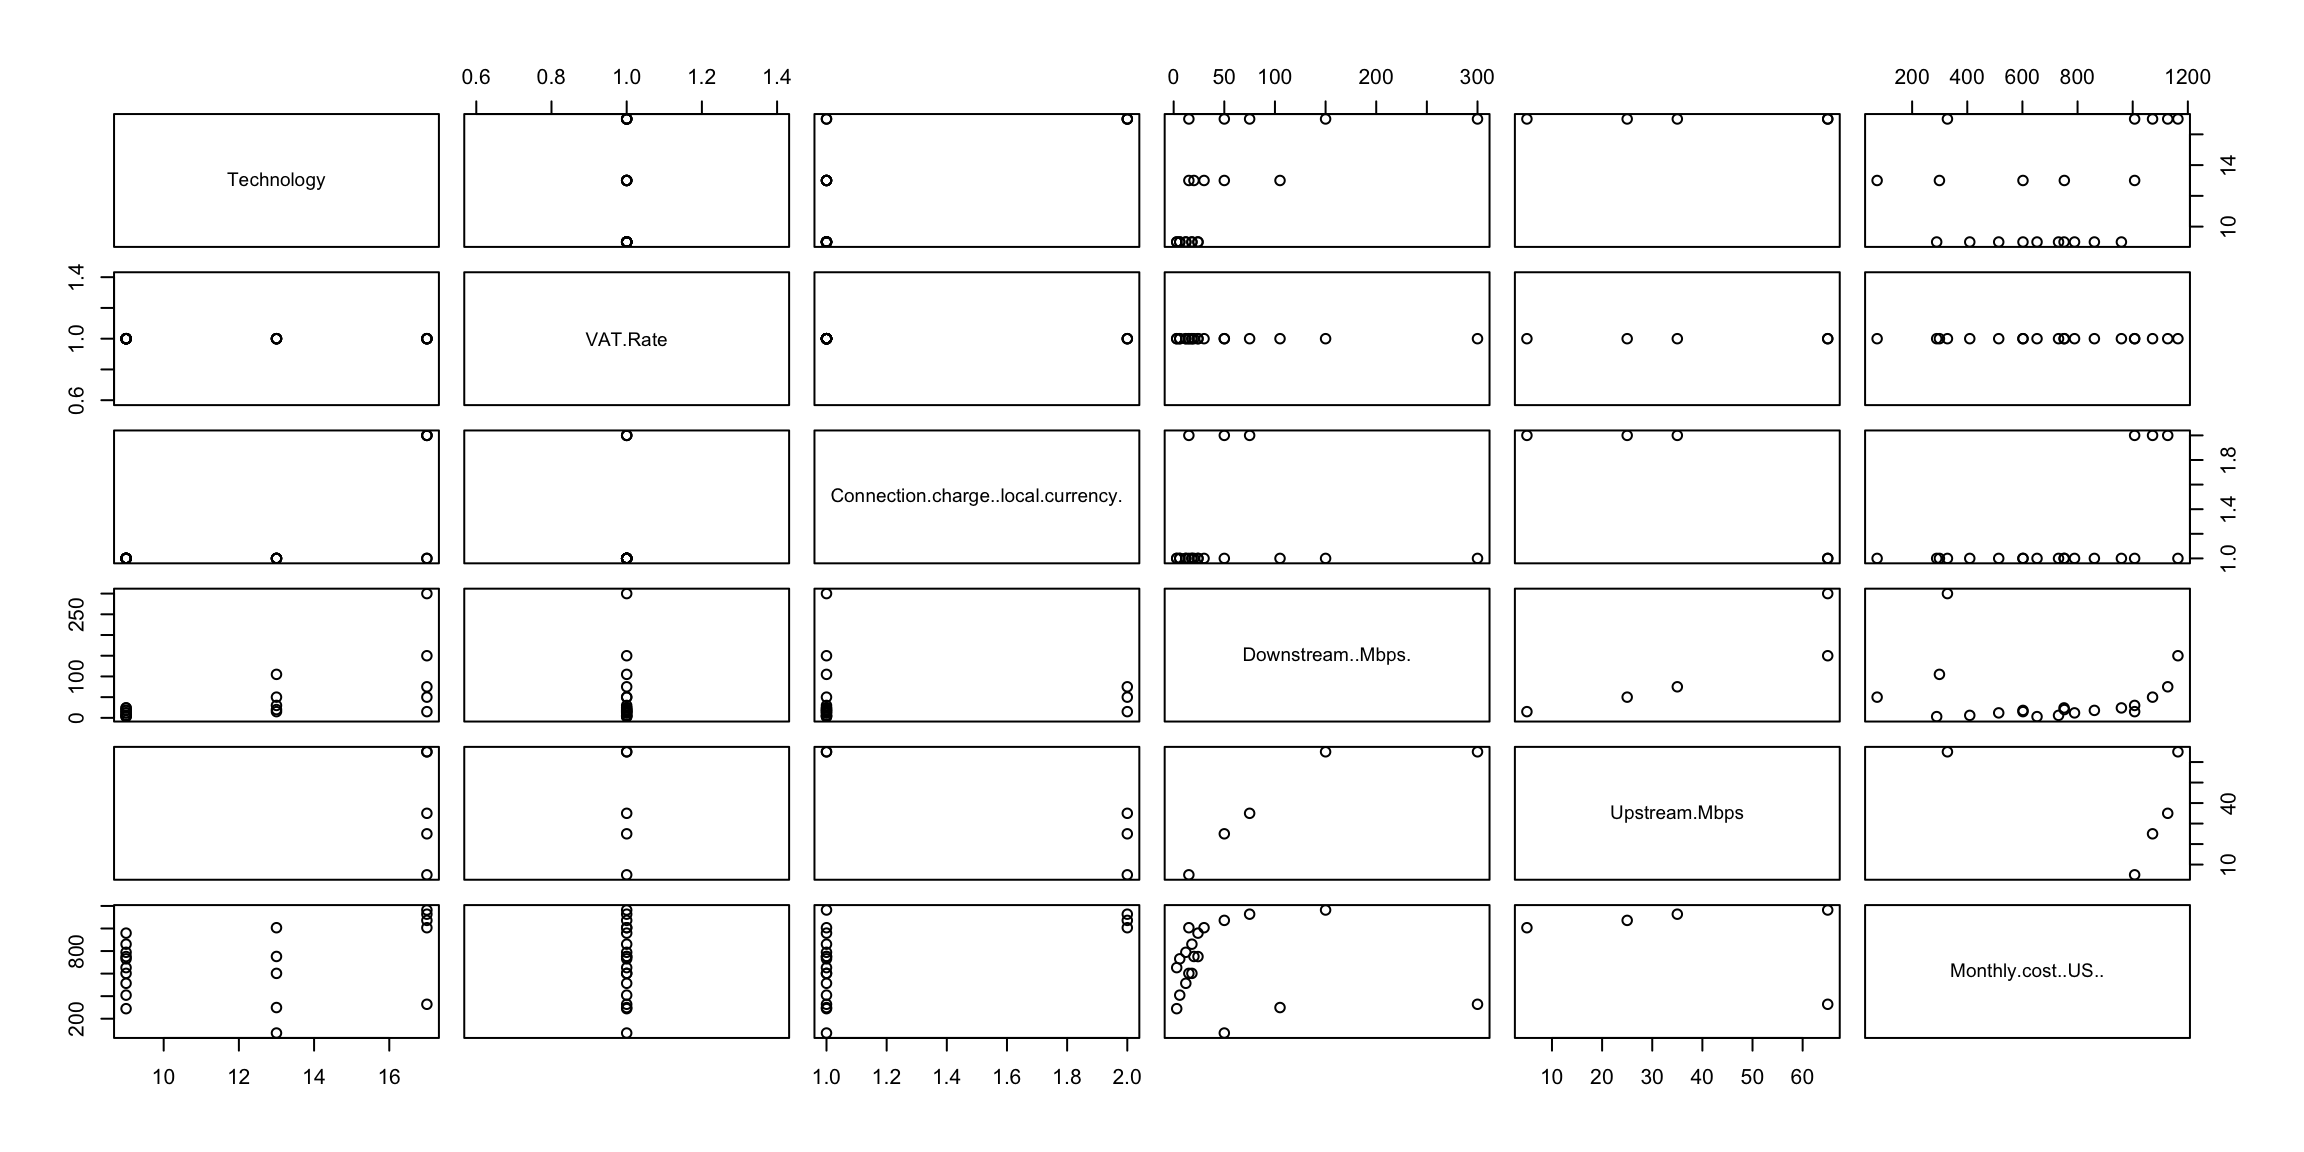 0.6 0.8 1.0 1.2 1.4 0 50 100 200 300 200 400 600 800 1200
Technology
10 14
0.6 1.0 1.4
VAT.Rate
Connection.charge..local.currency.
1.0 1.4 1.8
0 100 250
Downstream..Mbps.
Upstream.Mbps
10 40
200 800
Monthly.cost..US..
10 12 14 16 1.0 1.2 1.4 1.6 1.8 2.0 10 20 30 40 50 60